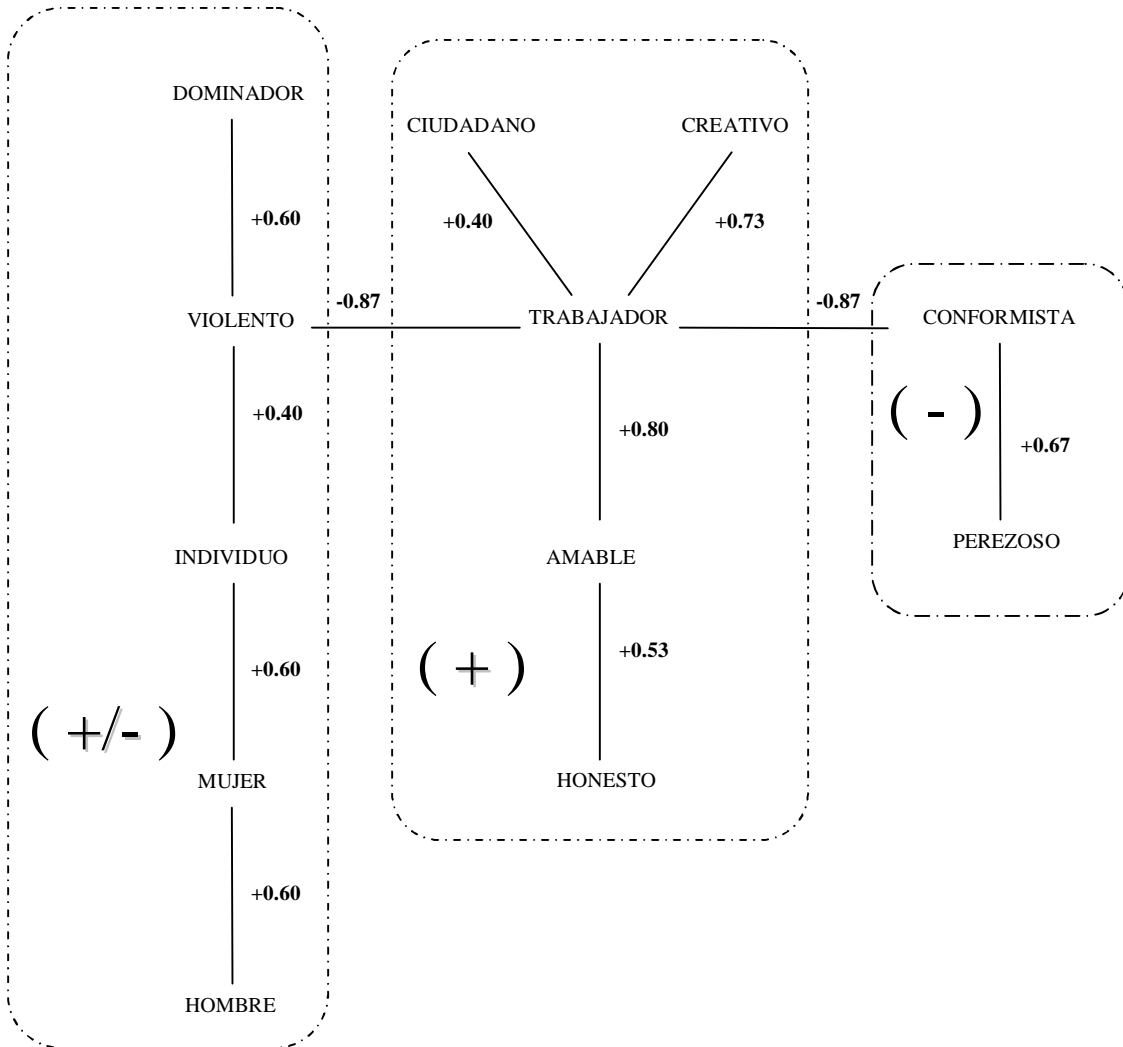 DOMINADOR
CIUDADANO
CREATIVO
+0.60
+0.40
+0.73
-0.87
-0.87
VIOLENTO
TRABAJADOR
CONFORMISTA
+0.40
+0.80
( - )
+0.67
INDIVIDUO
AMABLE
PEREZOSO
+0.60
( + )
+0.53
( +/- )
MUJER
HONESTO
+0.60
HOMBRE